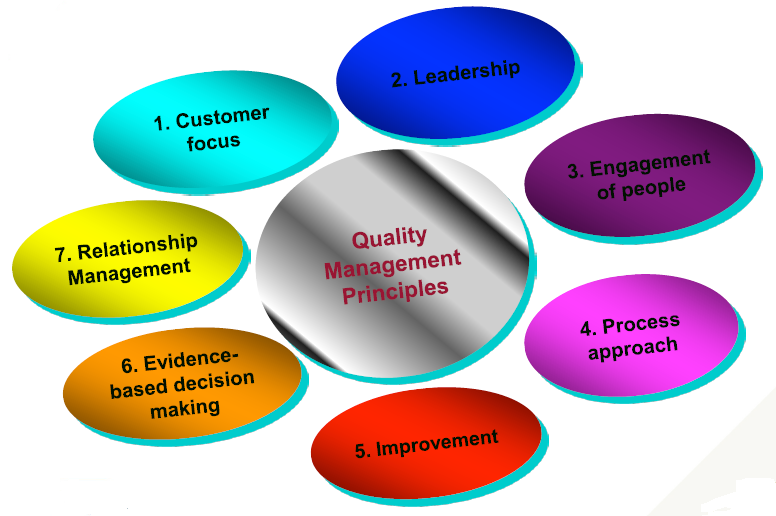 1. Customer
focus
2. Leadership
3. Engagement
of people
4. Process
approach
5. Improvement
6. Evidence-
based decision
making
7. Relationship
Management
Quality
Management
Principles